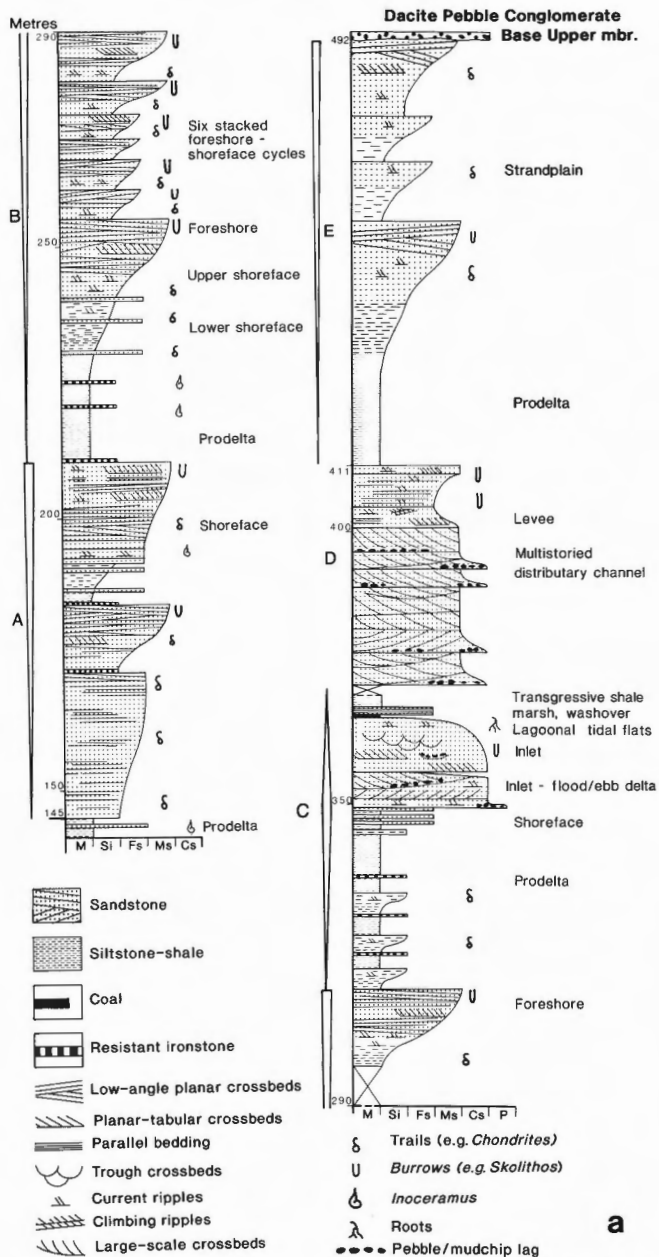 Metres
290
Six stacked
foreshore -
shoreface cycles
B
Foreshore
250
Upper shoreface
Lower shoreface
Prodelta
200
Shoreface
A
150
145
Prodelta
M Si Fs Ms Cs
Sandstone
Siltstone-shale
Coal
Resistant ironstone
Low-angle planar crossbeds
Planar-tabular crossbeds
Parallel bedding
Trough crossbeds
Current ripples
Climbing ripples
Large-scale crossbeds
Dacite Pebble Conglomerate
492
Base Upper mbr.
Strandplain
E
Prodelta
411
Levee
400
D
Multistoried
distributary channel
Transgressive shale
marsh, washover
Lagoonal tidal flats
Inlet
Inlet - flood/ebb delta
350
C
Shoreface
Prodelta
Foreshore
290
M Si Fs Ms Cs P
Trails (e.g. Chondrites)
Burrows (e.g. Skolithos)
Inoceramus
Roots
Pebble/mudchip lag
a